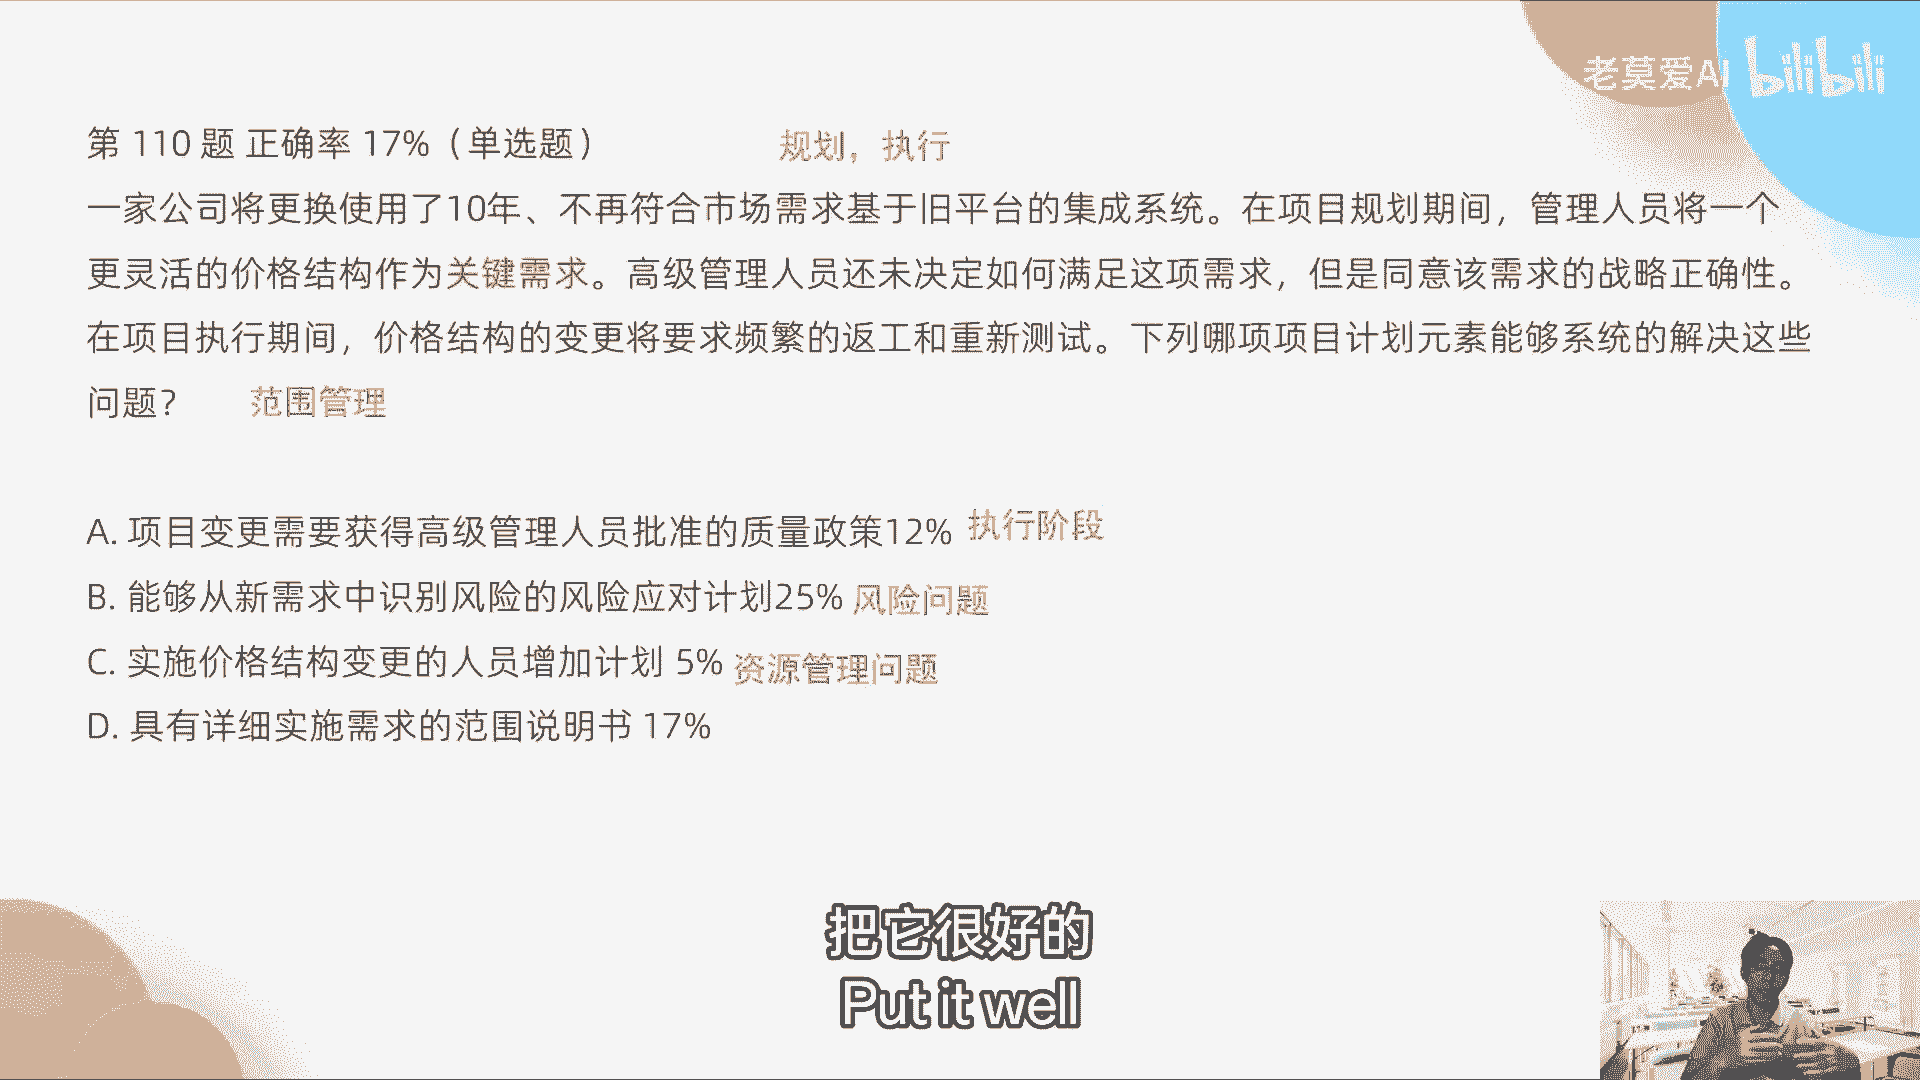 老莫爱AI bilibili
第 110 题 正确率 17%（单选题）
规划，执行
一家公司将更换使用了10年、不再符合市场需求基于旧平台的集成系统。在项目规划期间，管理人员将一个
更灵活的价格结构作为关键需求。高级管理人员还未决定如何满足这项需求，但是同意该需求的战略正确性。
在项目执行期间，价格结构的变更将要求频繁的返工和重新测试。下列哪项项目计划元素能够系统的解决这些
问题？
范围管理
A. 项目变更需要获得高级管理人员批准的质量政策12%
执行阶段
B. 能够从新需求中识别风险的风险应对计划25%
风险问题
C. 实施价格结构变更的人员增加计划 5%
资源管理问题
D. 具有详细实施需求的范围说明书 17%
把它很好的
Put it well